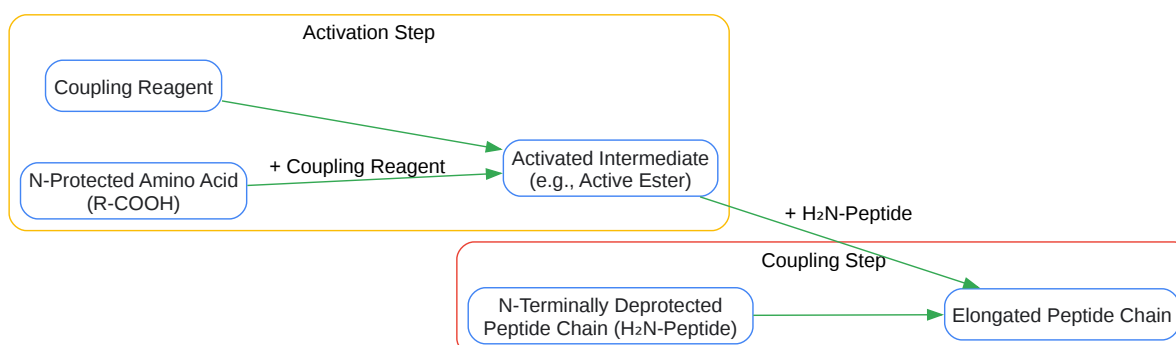 Activation Step
Coupling Reagent
N-Protected Amino Acid
(R-COOH)
+ Coupling Reagent
Activated Intermediate
(e.g., Active Ester)
+ H₂N-Peptide
Coupling Step
N-Terminally Deprotected
Peptide Chain (H₂N-Peptide)
Elongated Peptide Chain